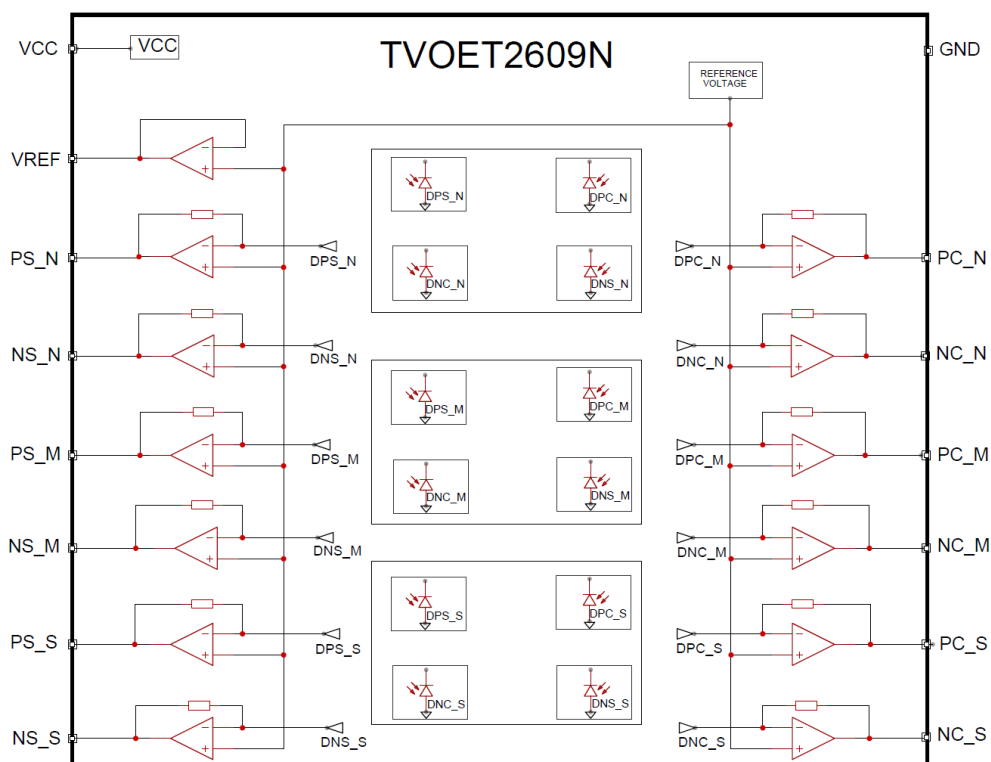 TVOET2609N
VCC
VCC
GND
REFERENCE
VOLTAGE
VREF
DPS_N
DPC_N
DNC_N
DNS_N
PS_N
DPS_N
DPC_N
PC_N
NS_N
DNS_N
DNC_N
NC_N
DPS_M
DPC_M
DNC_M
DNS_M
PS_M
DPS_M
DPC_M
PC_M
NS_M
DNS_M
DNC_M
NC_M
DPS_S
DPC_S
DNC_S
DNS_S
PS_S
DPS_S
DPC_S
PC_S
NS_S
DNS_S
DNC_S
NC_S